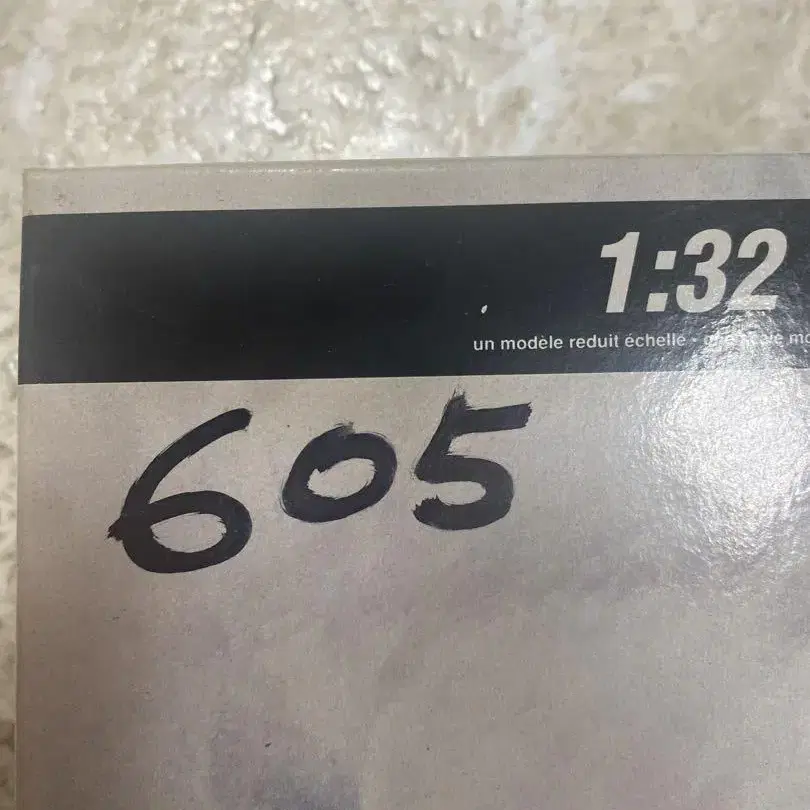 1:32
un modèle reduit échelle -
605